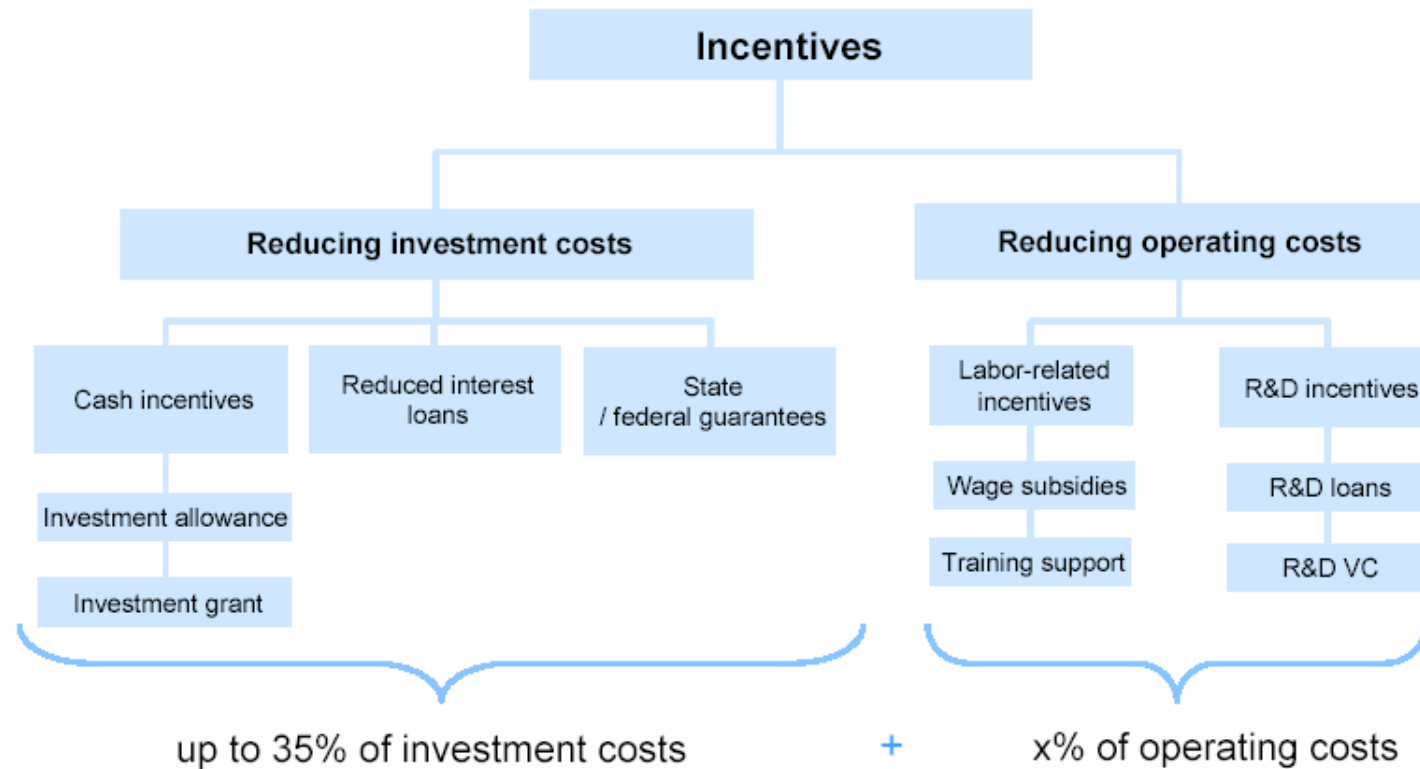 Incentives
Reducing investment costs
Reducing operating costs
Cash incentives
Reduced interest
loans
State
/ federal guarantees
Labor-related
incentives
R&D incentives
Investment allowance
Investment grant
Wage subsidies
Training support
R&D loans
R&D VC
up to 35% of investment costs
+
x% of operating costs